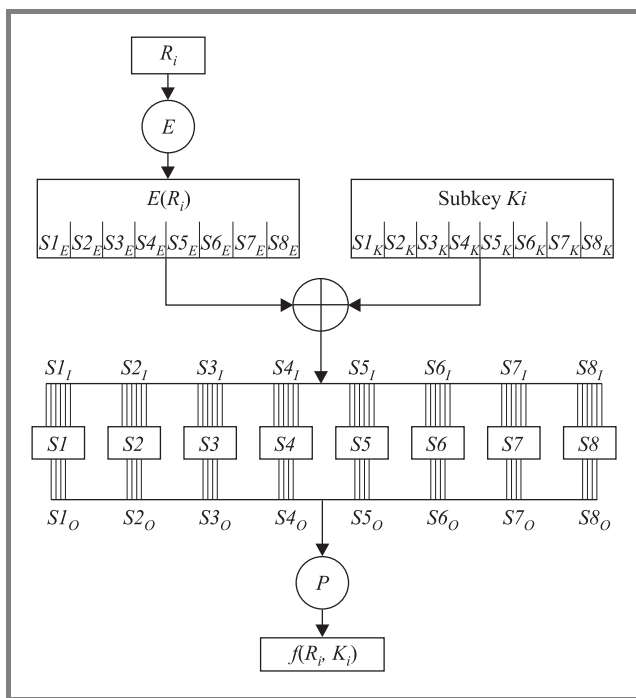 R_i
E
E(R_i) Subkey Ki
S1_E S2_E S3_E S4_E S5_E S6_E S7_E S8_E S1_K S2_K S3_K S4_K S5_K S6_K S7_K S8_K
S1_I S2_I S3_I S4_I S5_I S6_I S7_I S8_I
S1 S2 S3 S4 S5 S6 S7 S8
S1_O S2_O S3_O S4_O S5_O S6_O S7_O S8_O
P
f(R_i, K_i)